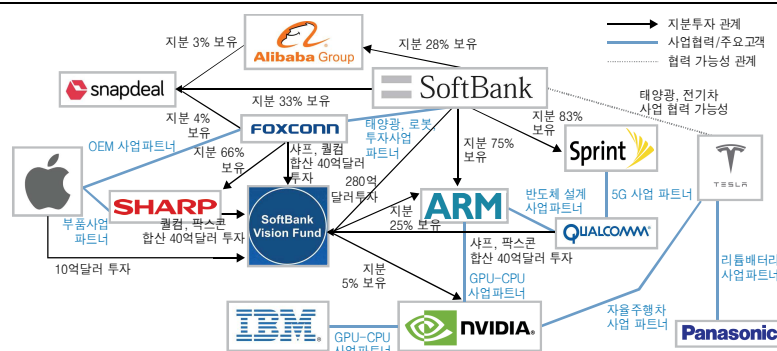 지분투자 관계
사업협력/주요고객
협력 가능성 관계
지분 3% 보유
Alibaba Group
지분 28% 보유
snapdeal
SoftBank
태양광, 전기차
사업 협력 가능성
지분 33% 보유
지분 4%
보유
FOXCONN
태양광, 로봇,
투자사업
파트너
지분 83%
보유
Sprint
TESLA
OEM 사업파트너
지분 66%
보유
샤프, 퀄컴
합산 40억달러
투자
지분 75%
보유
280억
달러투자
SHARP
SoftBank
Vision Fund
ARM
반도체 설계
사업파트너
5G 사업 파트너
부품사업
파트너
퀄컴, 팍스콘
합산 40억달러 투자
지분
25% 보유
QUALCOMM
샤프, 팍스콘
합산 40억달러 투자
10억달러 투자
지분
5% 보유
GPU-CPU
사업파트너
리튬배터리
사업파트너
IBM
GPU-CPU
사업파트너
NVIDIA
자율주행차
사업 파트너
Panasonic